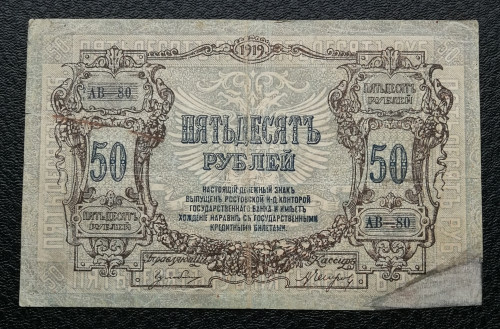 1919
АВ—80
ПЯТЬДЕСЯТЪ
РУБЛЕЙ
ПЯТЬДЕСЯТЪ
РУБЛЕЙ
50
50
НАСТОЯЩІЙ ДЕНЕЖНЫЙ ЗНАКЪ
ВЫПУЩЕНЪ РОСТОВСКОЙ Н-Д. КОНТОРОЙ
ГОСУДАРСТВЕННАГО БАНКА И ИМѢЕТЪ
ХОЖДЕНІЕ НАРАВНѢ СЪ ГОСУДАРСТВЕННЫМИ
КРЕДИТНЫМИ БИЛЕТАМИ.
ПЯТЬДЕСЯТЪ
РУБЛЕЙ
АВ—80
Управляющій
Кассиръ